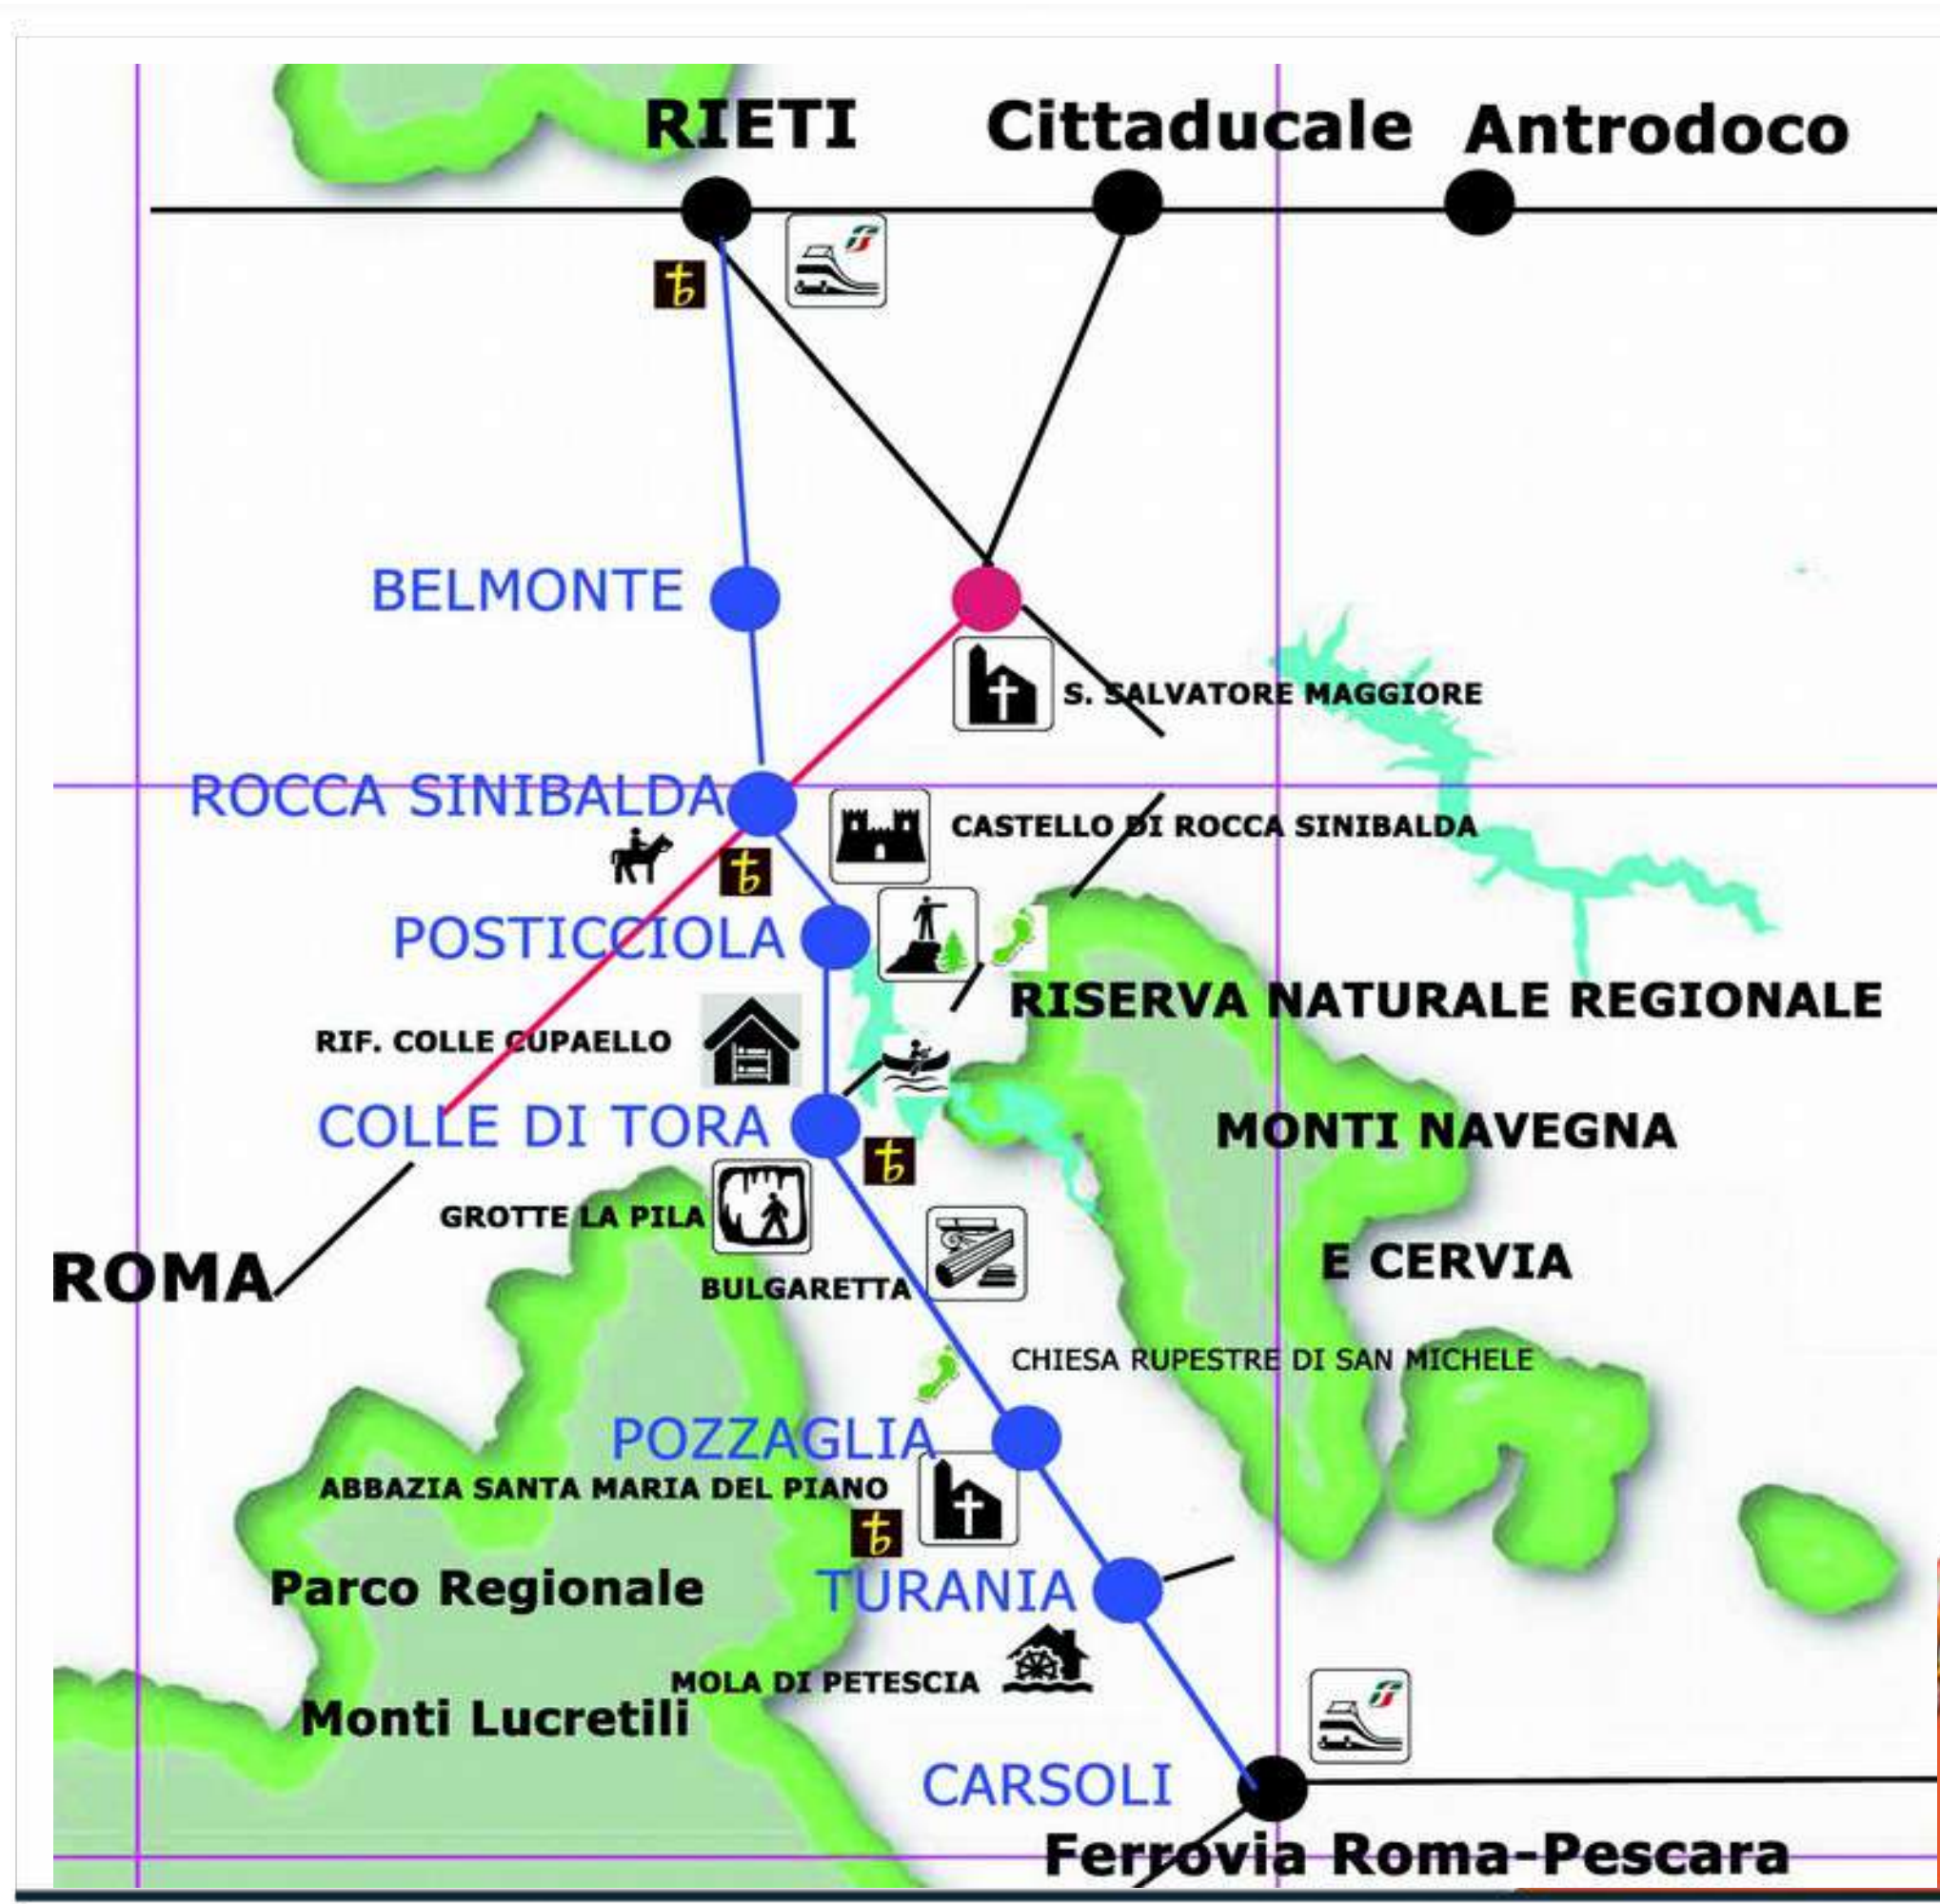 RIETI
Cittaducale
Antrodoco
BELMONTE
S. SALVATORE MAGGIORE
ROCCA SINIBALDA
CASTELLO DI ROCCA SINIBALDA
POSTICCIOLA
RISERVA NATURALE REGIONALE
RIF. COLLE CUPAELLO
COLLE DI TORA
MONTI NAVEGNA
GROTTE LA PILA
E CERVIA
ROMA
BULGARETTA
CHIESA RUPESTRE DI SAN MICHELE
POZZAGLIA
ABBAZIA SANTA MARIA DEL PIANO
Parco Regionale
TURANIA
MOLA DI PETESCIA
Monti Lucretili
CARSOLI
Ferrovia Roma-Pescara